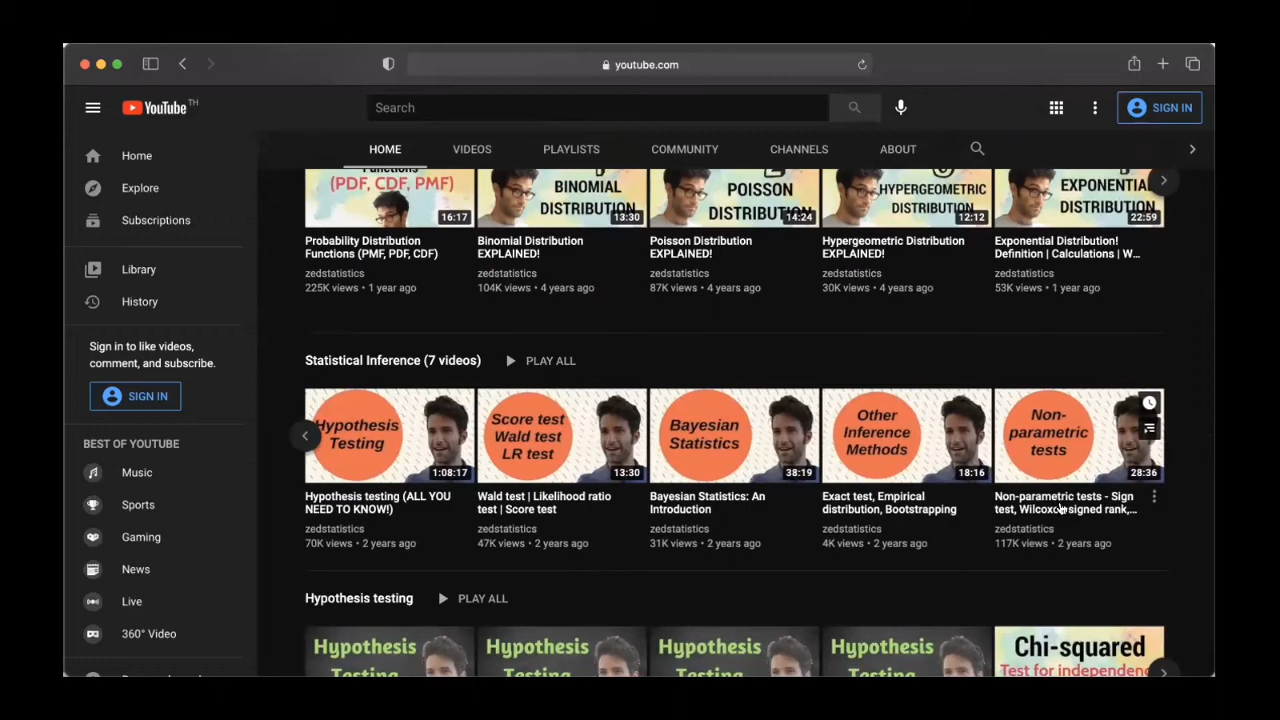 youtube.com
YouTube TH
Search
SIGN IN
HOME VIDEOS PLAYLISTS COMMUNITY CHANNELS ABOUT
Home
Explore
Subscriptions
Library
History
Sign in to like videos,
comment, and subscribe.
SIGN IN
BEST OF YOUTUBE
Music
Sports
Gaming
News
Live
360° Video
Functions
(PDF, CDF, PMF)
16:17
BINOMIAL
DISTRIBUTION
13:30
POISSON
DISTRIBUTION
14:24
HYPERGEOMETRIC
DISTRIBUTION
12:12
EXPONENTIAL
DISTRIBUTION
22:59
Probability Distribution
Functions (PMF, PDF, CDF)
zedstatistics
225K views • 1 year ago
Binomial Distribution
EXPLAINED!
zedstatistics
104K views • 4 years ago
Poisson Distribution
EXPLAINED!
zedstatistics
87K views • 4 years ago
Hypergeometric Distribution
EXPLAINED!
zedstatistics
30K views • 4 years ago
Exponential Distribution!
Definition | Calculations | W...
zedstatistics
53K views • 1 year ago
Statistical Inference (7 videos) PLAY ALL
Hypothesis
Testing
1:08:17
Score test
Wald test
LR test
13:30
Bayesian
Statistics
38:19
Other
Inference
Methods
18:16
Non-
parametric
tests
28:36
Hypothesis testing (ALL YOU
NEED TO KNOW!)
zedstatistics
70K views • 2 years ago
Wald test | Likelihood ratio
test | Score test
zedstatistics
47K views • 2 years ago
Bayesian Statistics: An
Introduction
zedstatistics
31K views • 2 years ago
Exact test, Empirical
distribution, Bootstrapping
zedstatistics
4K views • 2 years ago
Non-parametric tests - Sign
test, Wilcoxon signed rank,...
zedstatistics
117K views • 2 years ago
Hypothesis testing PLAY ALL
Hypothesis
Testing
Hypothesis
Testing
Hypothesis
Testing
Hypothesis
Testing
Chi-squared
Test for independence